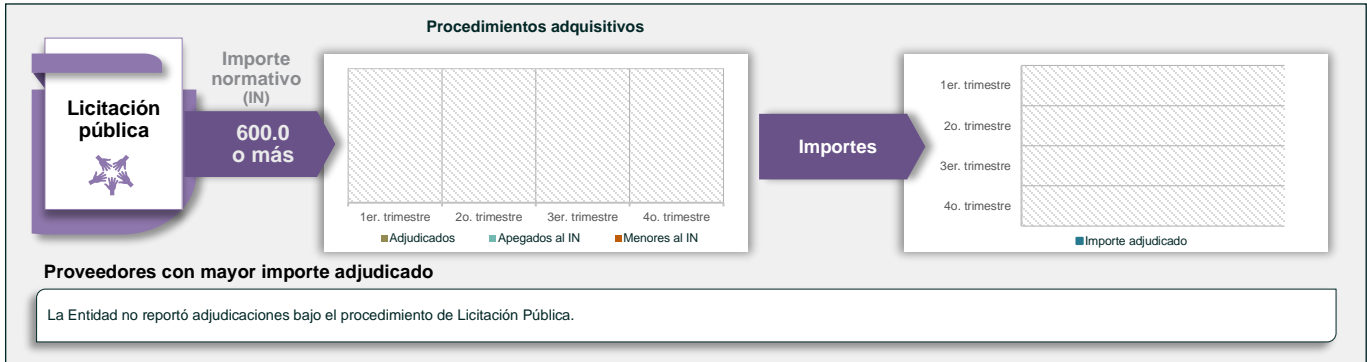 Procedimientos adquisitivos
Licitación
pública
Importe
normativo
(IN)
600.0
o más
1er. trimestre 2o. trimestre 3er. trimestre 4o. trimestre
Adjudicados Apegados al IN Menores al IN
Importes
1er. trimestre
2o. trimestre
3er. trimestre
4o. trimestre
Importe adjudicado
Proveedores con mayor importe adjudicado
La Entidad no reportó adjudicaciones bajo el procedimiento de Licitación Pública.